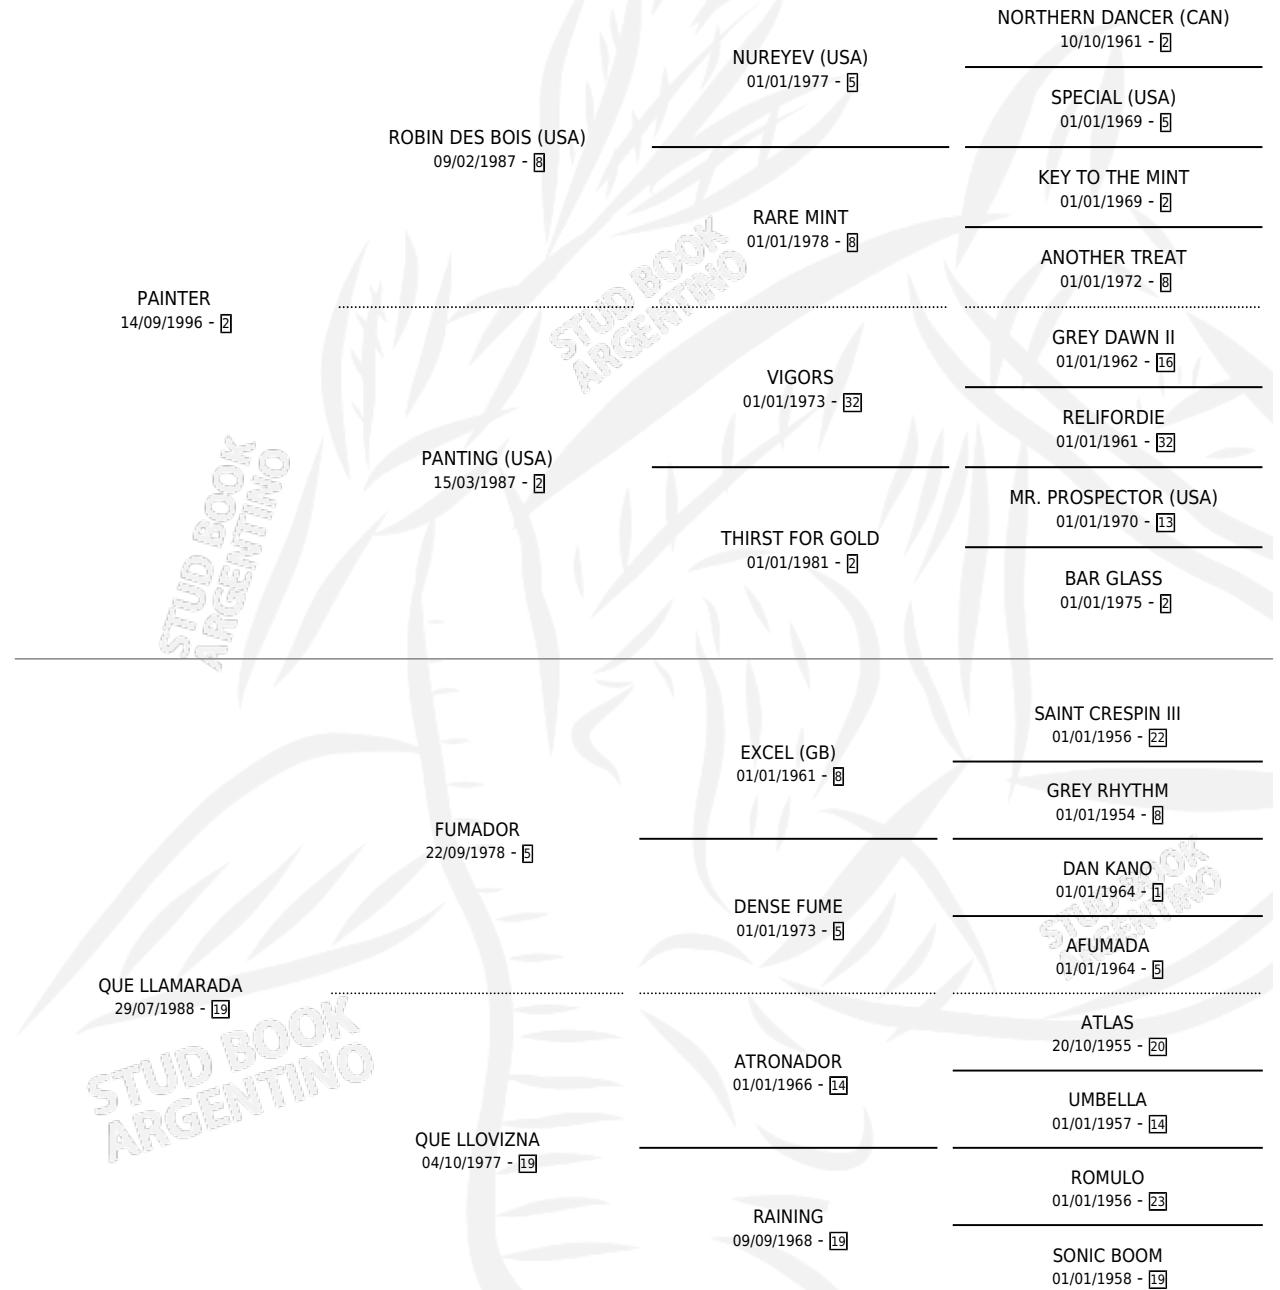 NORTHERN DANCER (CAN)
10/10/1961 - 2
NUREYEV (USA)
01/01/1977 - 5
SPECIAL (USA)
01/01/1969 - 5
ROBIN DES BOIS (USA)
09/02/1987 - 8
KEY TO THE MINT
01/01/1969 - 2
RARE MINT
01/01/1978 - 8
ANOTHER TREAT
01/01/1972 - 8
PAINTER
14/09/1996 - 2
GREY DAWN II
01/01/1962 - 16
VIGORS
01/01/1973 - 32
RELIFORDIE
01/01/1961 - 32
PANTING (USA)
15/03/1987 - 2
MR. PROSPECTOR (USA)
01/01/1970 - 13
THIRST FOR GOLD
01/01/1981 - 2
BAR GLASS
01/01/1975 - 2
SAINT CRESPIN III
01/01/1956 - 22
EXCEL (GB)
01/01/1961 - 8
GREY RHYTHM
01/01/1954 - 8
FUMADOR
22/09/1978 - 5
DAN KANO
01/01/1964 - 1
DENSE FUME
01/01/1973 - 5
AFUMADA
01/01/1964 - 5
QUE LLAMARADA
29/07/1988 - 19
ATLAS
20/10/1955 - 20
ATRONADOR
01/01/1966 - 14
UMBELLA
01/01/1957 - 14
QUE LLOVIZNA
04/10/1977 - 19
ROMULO
01/01/1956 - 23
RAINING
09/09/1968 - 19
SONIC BOOM
01/01/1958 - 19
STUD BOOK
ARGENTINO
STUD BOOK
ARGENTINO
STUD BOOK
ARGENTINO
STUD BOOK
ARGENTINO